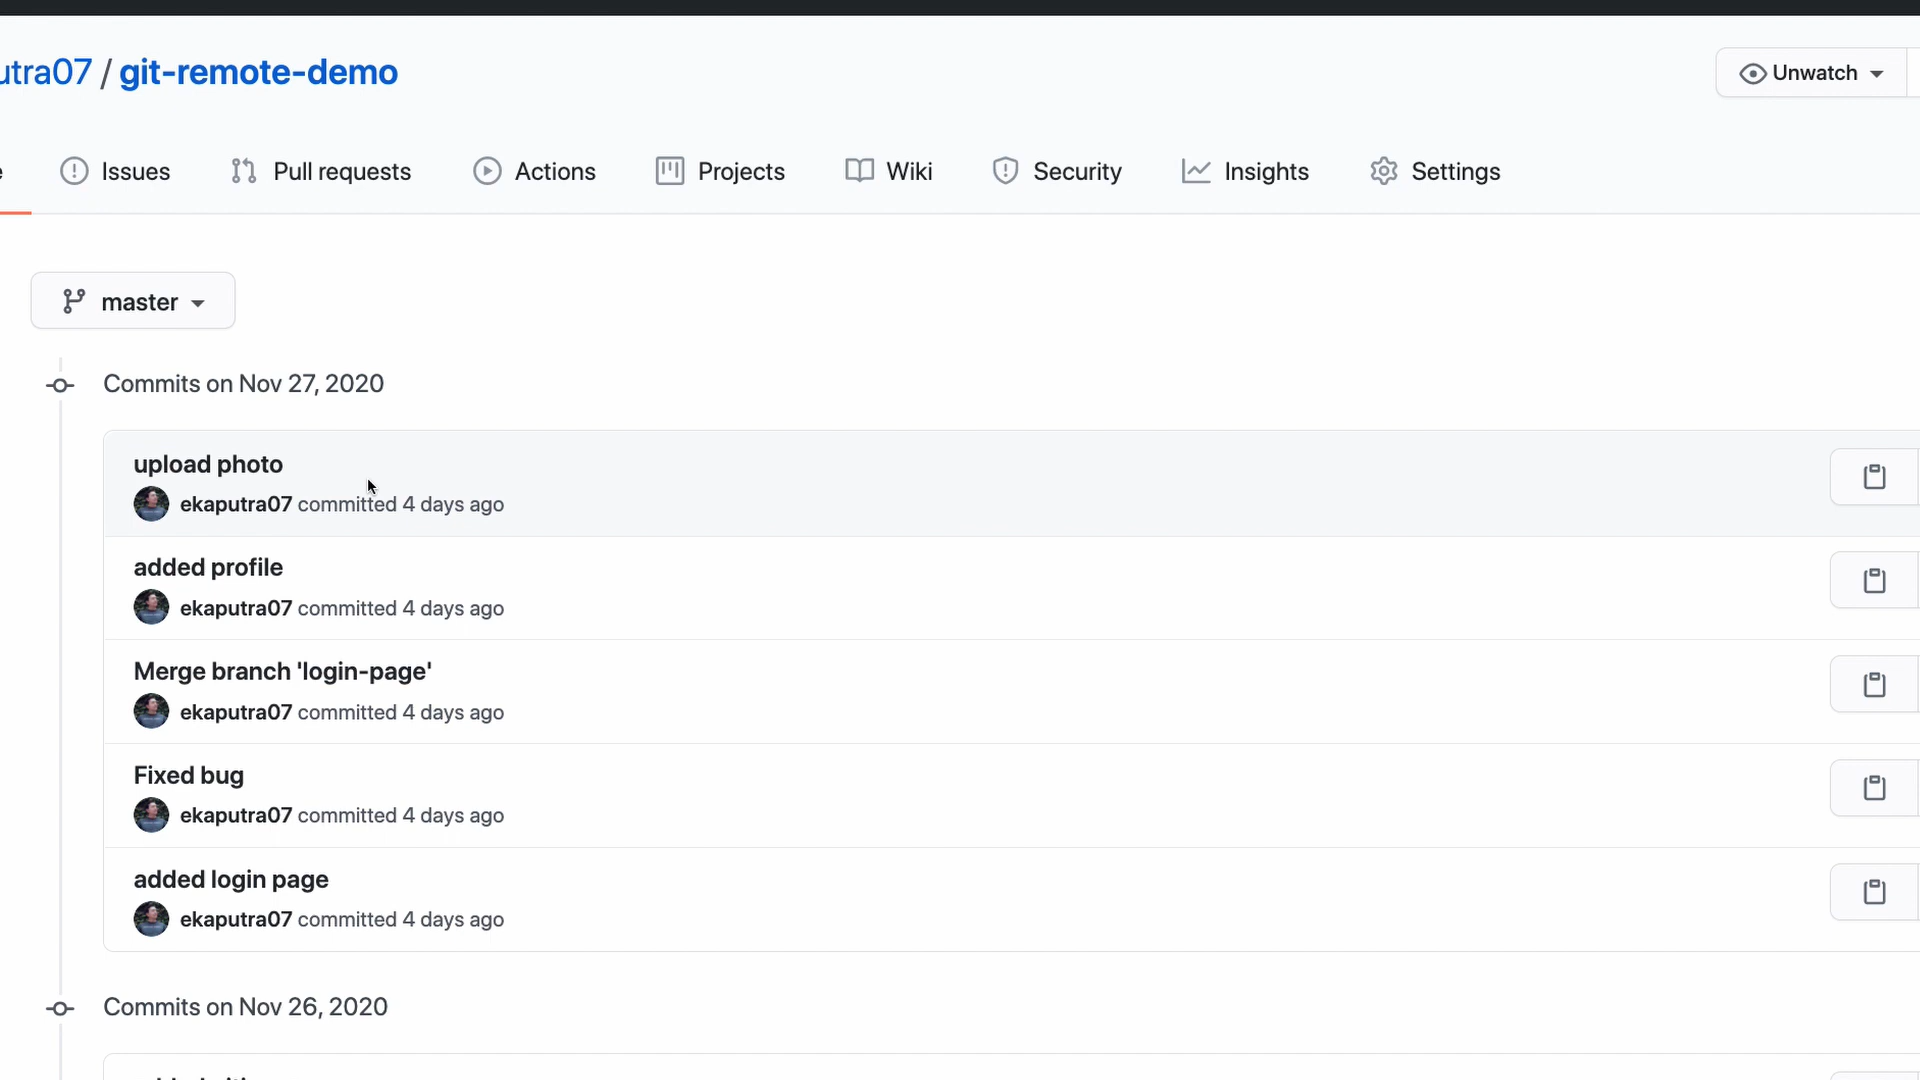 utra07 / git-remote-demo
Unwatch
Issues Pull requests Actions Projects Wiki Security Insights Settings
master
Commits on Nov 27, 2020
upload photo
ekaputra07 committed 4 days ago
added profile
ekaputra07 committed 4 days ago
Merge branch 'login-page'
ekaputra07 committed 4 days ago
Fixed bug
ekaputra07 committed 4 days ago
added login page
ekaputra07 committed 4 days ago
Commits on Nov 26, 2020